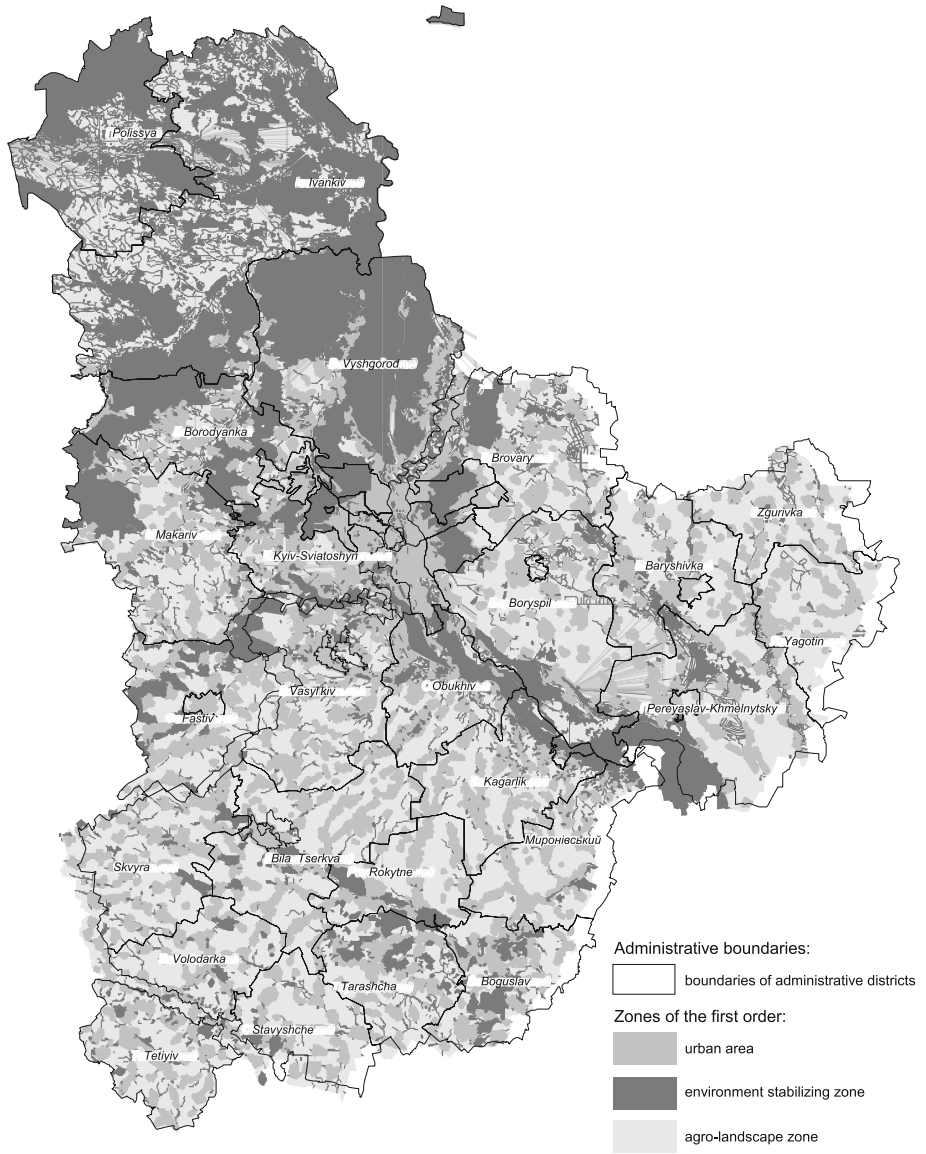 Polissya
Ivankiv
Vyshgorod
Borodyanka
Brovary
Zgurivka
Makariv
Kyiv-Sviatoshyn
Baryshivka
Boryspil
Yagotin
Obukhiv
Vasyl'kiv
Fastiv
Pereyaslav-Khmelnytsky
Kagarlik
Миронівський
Skvyra
Bila Tserkva
Rokytne
Volodarka
Tarashcha
Boguslav
Stavyshche
Tetiyiv
Administrative boundaries:
boundaries of administrative districts
Zones of the first order:
urban area
environment stabilizing zone
agro-landscape zone